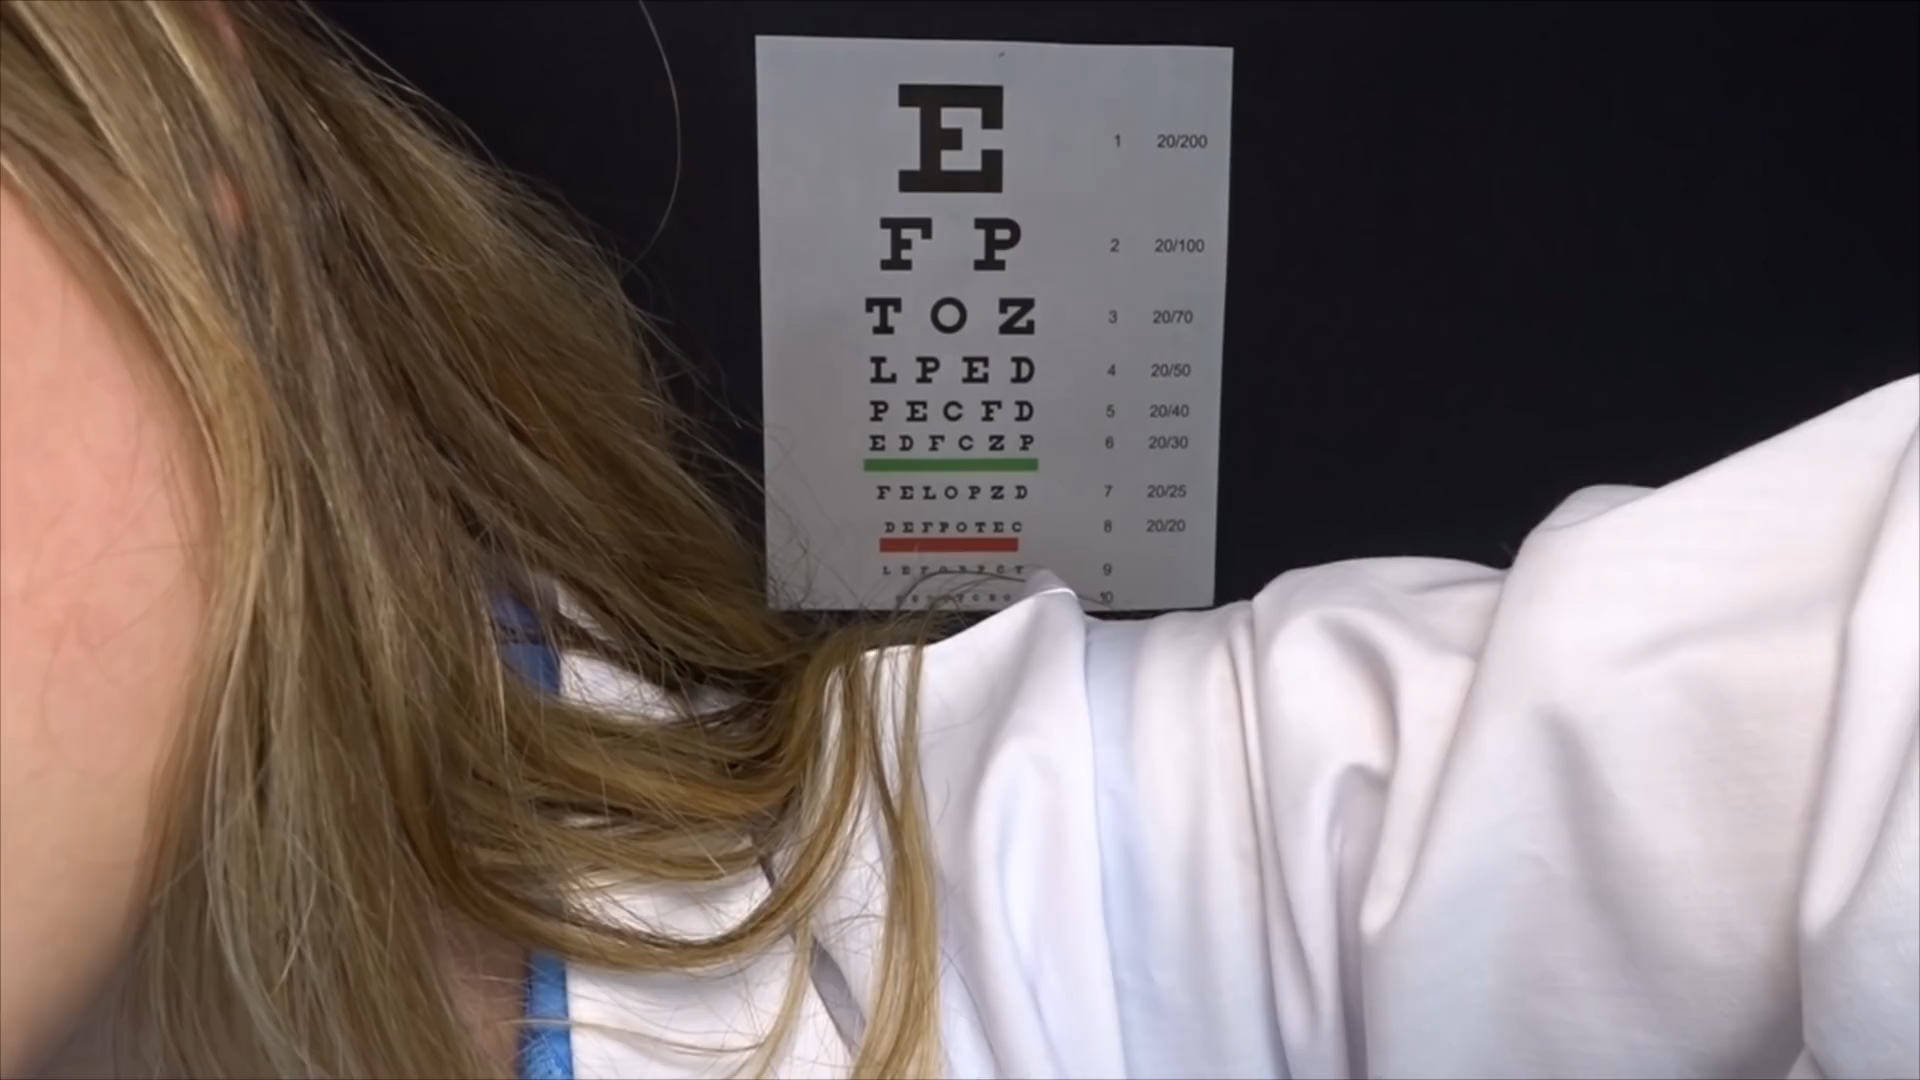 E 1 20/200
F P 2 20/100
T O Z 3 20/70
L P E D 4 20/50
P E C F D 5 20/40
E D F C Z P 6 20/30
F E L O P Z D 7 20/25
D E F P O T E C 8 20/20
9
10